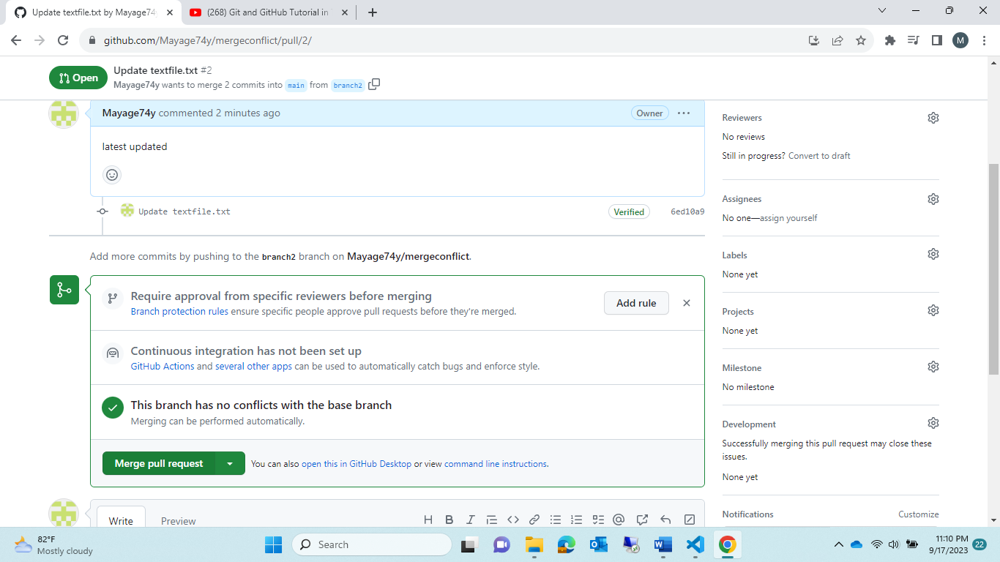 Update textfile.txt by Mayage74y
(268) Git and GitHub Tutorial in
github.com/Mayage74y/mergeconflict/pull/2/
M
Open
Update textfile.txt #2
Mayage74y wants to merge 2 commits into main from branch2
Mayage74y commented 2 minutes ago
Owner
latest updated
Update textfile.txt
Verified
6ed10a9
Add more commits by pushing to the branch2 branch on Mayage74y/mergeconflict.
Require approval from specific reviewers before merging
Branch protection rules ensure specific people approve pull requests before they're merged.
Add rule
Continuous integration has not been set up
GitHub Actions and several other apps can be used to automatically catch bugs and enforce style.
This branch has no conflicts with the base branch
Merging can be performed automatically.
Merge pull request
You can also open this in GitHub Desktop or view command line instructions.
Write
Preview
Reviewers
No reviews
Still in progress? Convert to draft
Assignees
No one—assign yourself
Labels
None yet
Projects
None yet
Milestone
No milestone
Development
Successfully merging this pull request may close these
issues.
None yet
Notifications
Customize
82°F
Mostly cloudy
Search
11:10 PM
9/17/2023
22